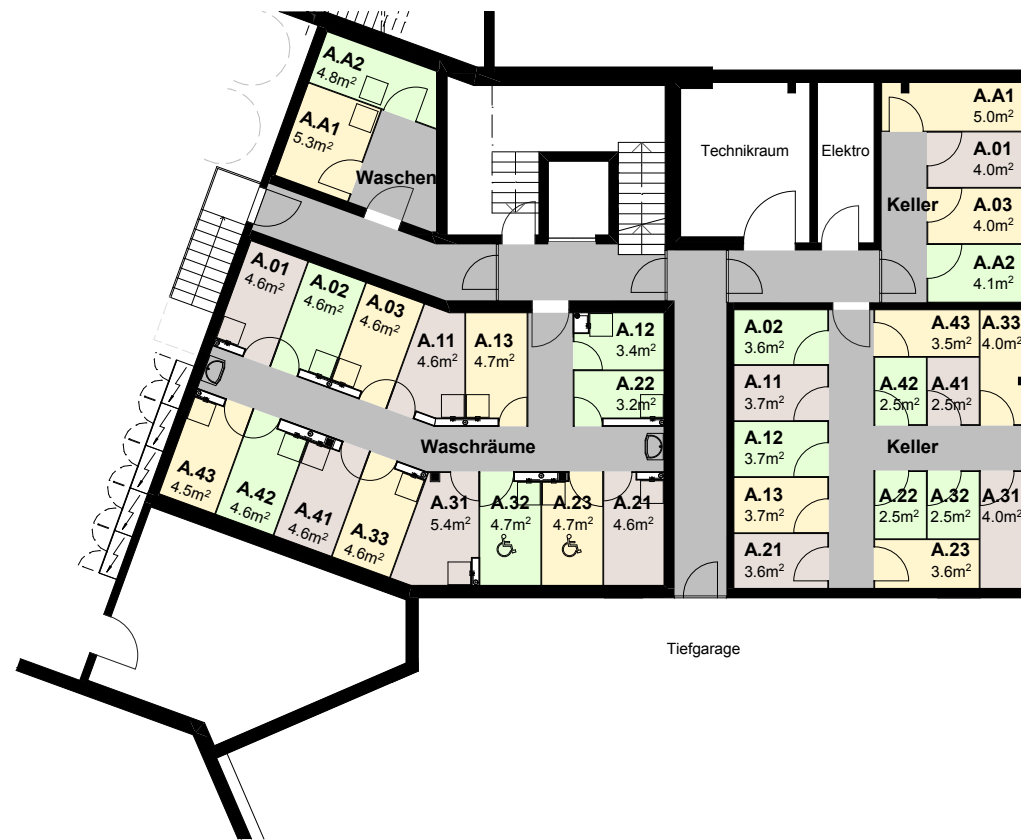 A.A2
4.8m²
A.A1
5.3m²
Waschen
Technikraum
Elektro
A.A1
5.0m²
A.01
4.0m²
Keller
A.03
4.0m²
A.A2
4.1m²
A.01
4.6m²
A.02
4.6m²
A.03
4.6m²
A.11
4.6m²
A.13
4.7m²
A.12
3.4m²
A.22
3.2m²
Waschräume
A.43
4.5m²
A.42
4.6m²
A.41
4.6m²
A.33
4.6m²
A.31
5.4m²
A.32
4.7m²
A.23
4.7m²
A.21
4.6m²
A.02
3.6m²
A.11
3.7m²
A.12
3.7m²
A.13
3.7m²
A.21
3.6m²
A.43
3.5m²
A.33
4.0m²
A.42
2.5m²
A.41
2.5m²
Keller
A.22
2.5m²
A.32
2.5m²
A.31
4.0m²
A.23
3.6m²
Tiefgarage